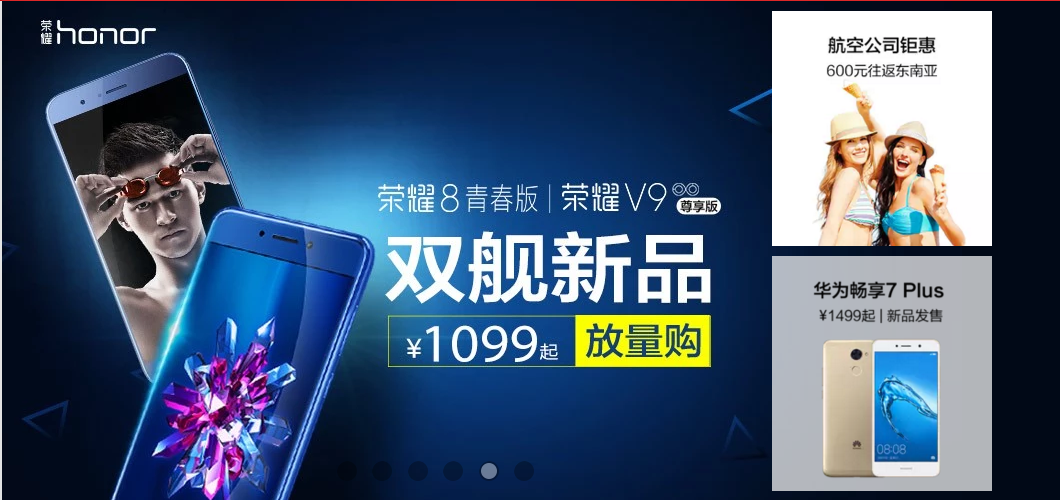 荣耀 honor
荣耀8青春版 | 荣耀V9 尊享版
双舰新品
¥1099起 放量购
航空公司钜惠
600元往返东南亚
华为畅享7 Plus
¥1499起 | 新品发售
08:08
HUAWEI